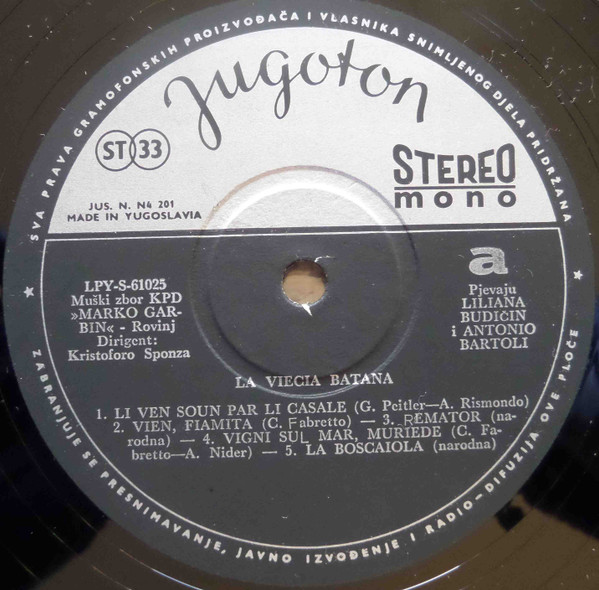 SVA PRAVA GRAMOFONSKIH PROIZVOĐAČA I VLASNIKA SNIMLJENOG DJELA PRIDRŽANA
Jugoton
ST 33
STEREO
mono
JUS. N. N4 201
MADE IN YUGOSLAVIA
LPY-S-61025
Muški zbor KPD
»MARKO GAR-
BIN« - Rovinj
Dirigent:
Kristoforo Sponza
a
Pjevaju
LILIANA
BUDIČIN
i ANTONIO
BARTOLI
LA VIECIA BATANA
1. LI VEN SOUN PAR LI CASALE (G. Peitler—A. Rismondo)
2. VIEN, FIAMITA (C. Fabretto) — 3. REMATOR (na-
rodna) — 4. VIGNI SUL MAR, MURIEDE (C. Fa-
bretto—A. Nider) — 5. LA BOSCAIOLA (narodna)
ZABRANJUJE SE PRESNIMAVANJE, JAVNO IZVOĐENJE I RADIO-DIFUZIJA OVE PLOČE